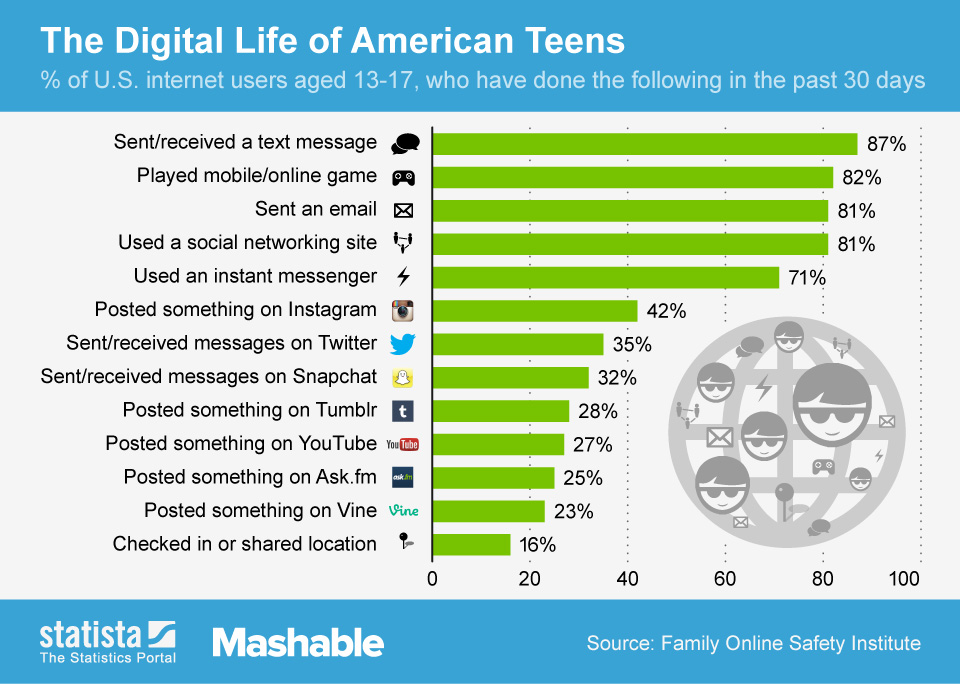 The Digital Life of American Teens
% of U.S. internet users aged 13-17, who have done the following in the past 30 days
Sent/received a text message 87%
Played mobile/online game 82%
Sent an email 81%
Used a social networking site 81%
Used an instant messenger 71%
Posted something on Instagram 42%
Sent/received messages on Twitter 35%
Sent/received messages on Snapchat 32%
Posted something on Tumblr t 28%
Posted something on YouTube YouTube 27%
Posted something on Ask.fm ask.fm 25%
Posted something on Vine Vine 23%
Checked in or shared location 16%
0 20 40 60 80 100
statista
The Statistics Portal
Mashable
Source: Family Online Safety Institute